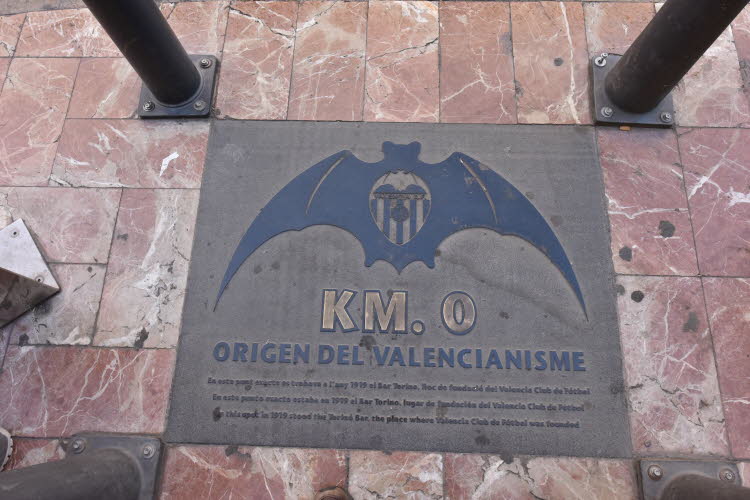 KM. 0
ORIGEN DEL VALENCIANISME
En este punt exacte es trobava a l'any 1919 el Bar Torino, lloc de fundació del Valencia Club de Fútbol
En este punto exacto estaba en 1919 el Bar Torino, lugar de fundación del Valencia Club de Fútbol
In this spot in 1919 stood the Torino Bar, the place where Valencia Club de Fútbol was founded